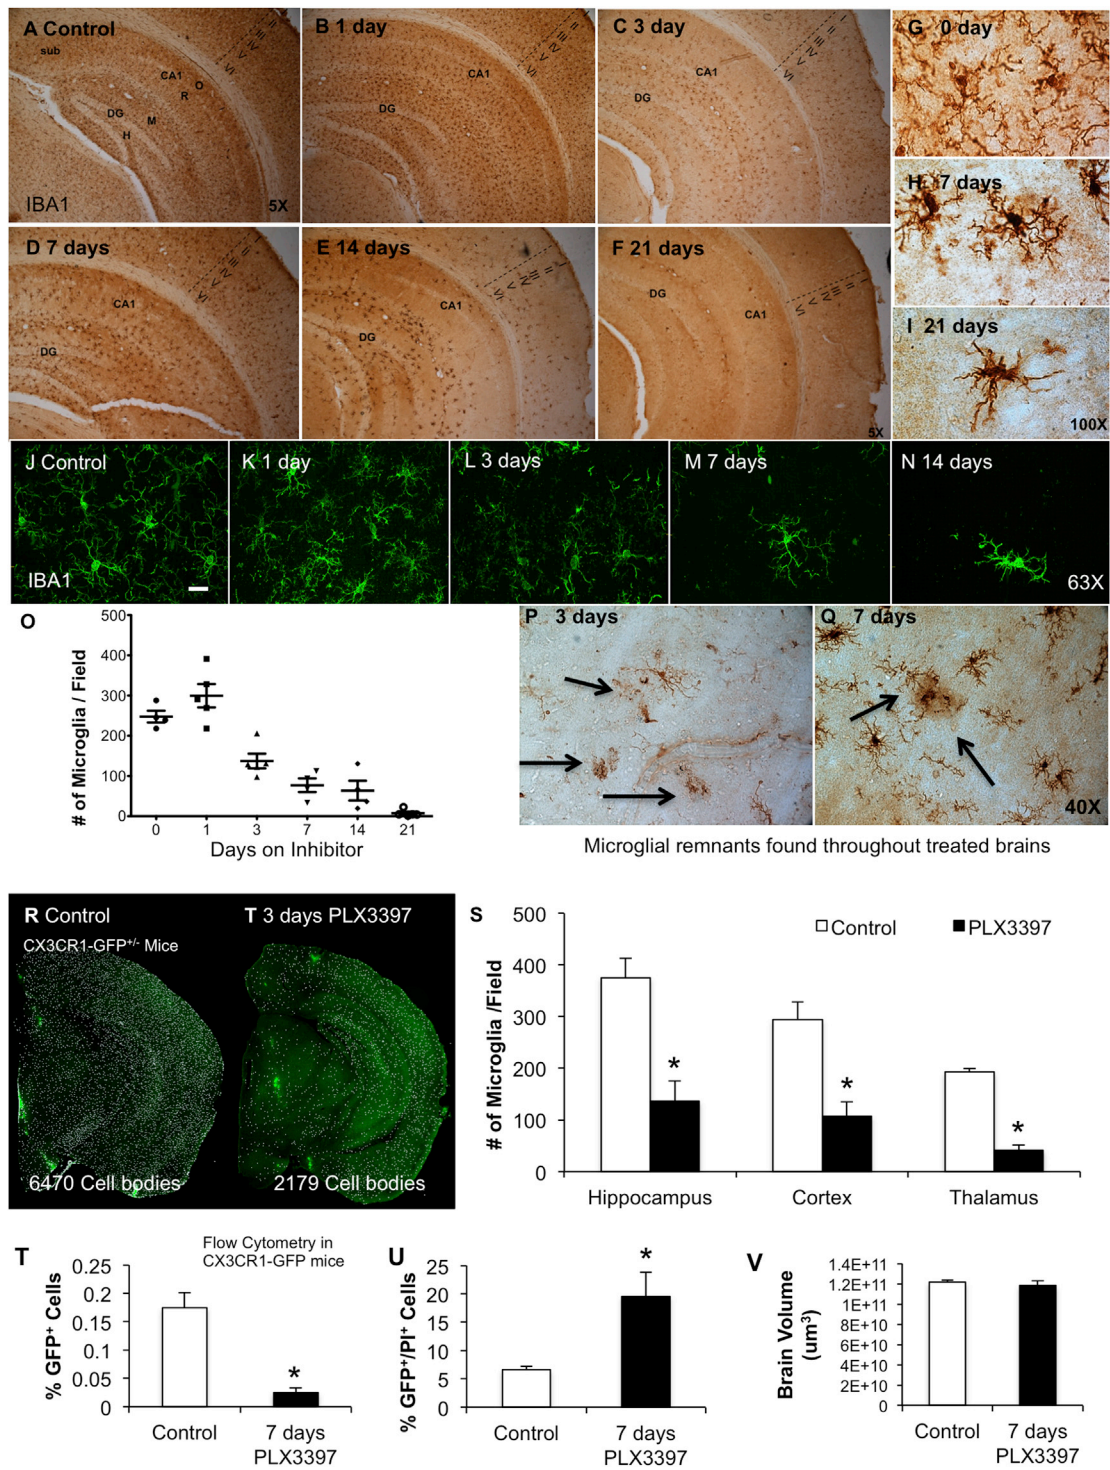 A Control
sub
CA1
O
R
DG
M
H
IBA1
5X
B 1 day
CA1
DG
C 3 day
CA1
DG
G 0 day
H 7 days
I 21 days
100X
D 7 days
CA1
DG
E 14 days
CA1
DG
F 21 days
DG
CA1
5X
J Control
IBA1
K 1 day
L 3 days
M 7 days
N 14 days
63X
O
# of Microglia / Field
500
400
300
200
100
0
0 1 3 7 14 21
Days on Inhibitor
P 3 days
Q 7 days
40X
Microglial remnants found throughout treated brains
R Control
CX3CR1-GFP+/- Mice
6470 Cell bodies
T 3 days PLX3397
2179 Cell bodies
S
# of Microglia /Field
500
400
300
200
100
0
Control
PLX3397
*
*
*
Hippocampus Cortex Thalamus
T
Flow Cytometry in
CX3CR1-GFP mice
% GFP+ Cells
0.25
0.2
0.15
0.1
0.05
0
*
Control 7 days
PLX3397
U
% GFP+/PI+ Cells
25
20
15
10
5
0
*
Control 7 days
PLX3397
V
Brain Volume
(um3)
1.4E+11
1.2E+11
1E+11
8E+10
6E+10
4E+10
2E+10
0
Control 7 days
PLX3397